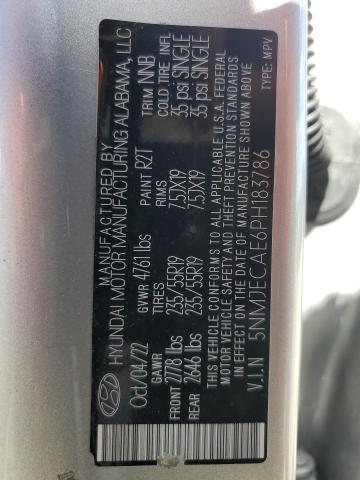 MANUFACTURED BY
HYUNDAI MOTOR MANUFACTURING ALABAMA, LLC
Oct/04/22 GVWR 4761 lbs PAINT R2T TRIM NNB
GAWR TIRES RIMS COLD TIRE INFL
FRONT 2778 lbs 235/55R19 7.5JX19 35 psi SINGLE
REAR 2646 lbs 235/55R19 7.5JX19 35 psi SINGLE
THIS VEHICLE CONFORMS TO ALL APPLICABLE U.S.A. FEDERAL
MOTOR VEHICLE SAFETY AND THEFT PREVENTION STANDARDS
IN EFFECT ON THE DATE OF MANUFACTURE SHOWN ABOVE.
V.I.N 5NMJECAE6PH183786 TYPE: MPV